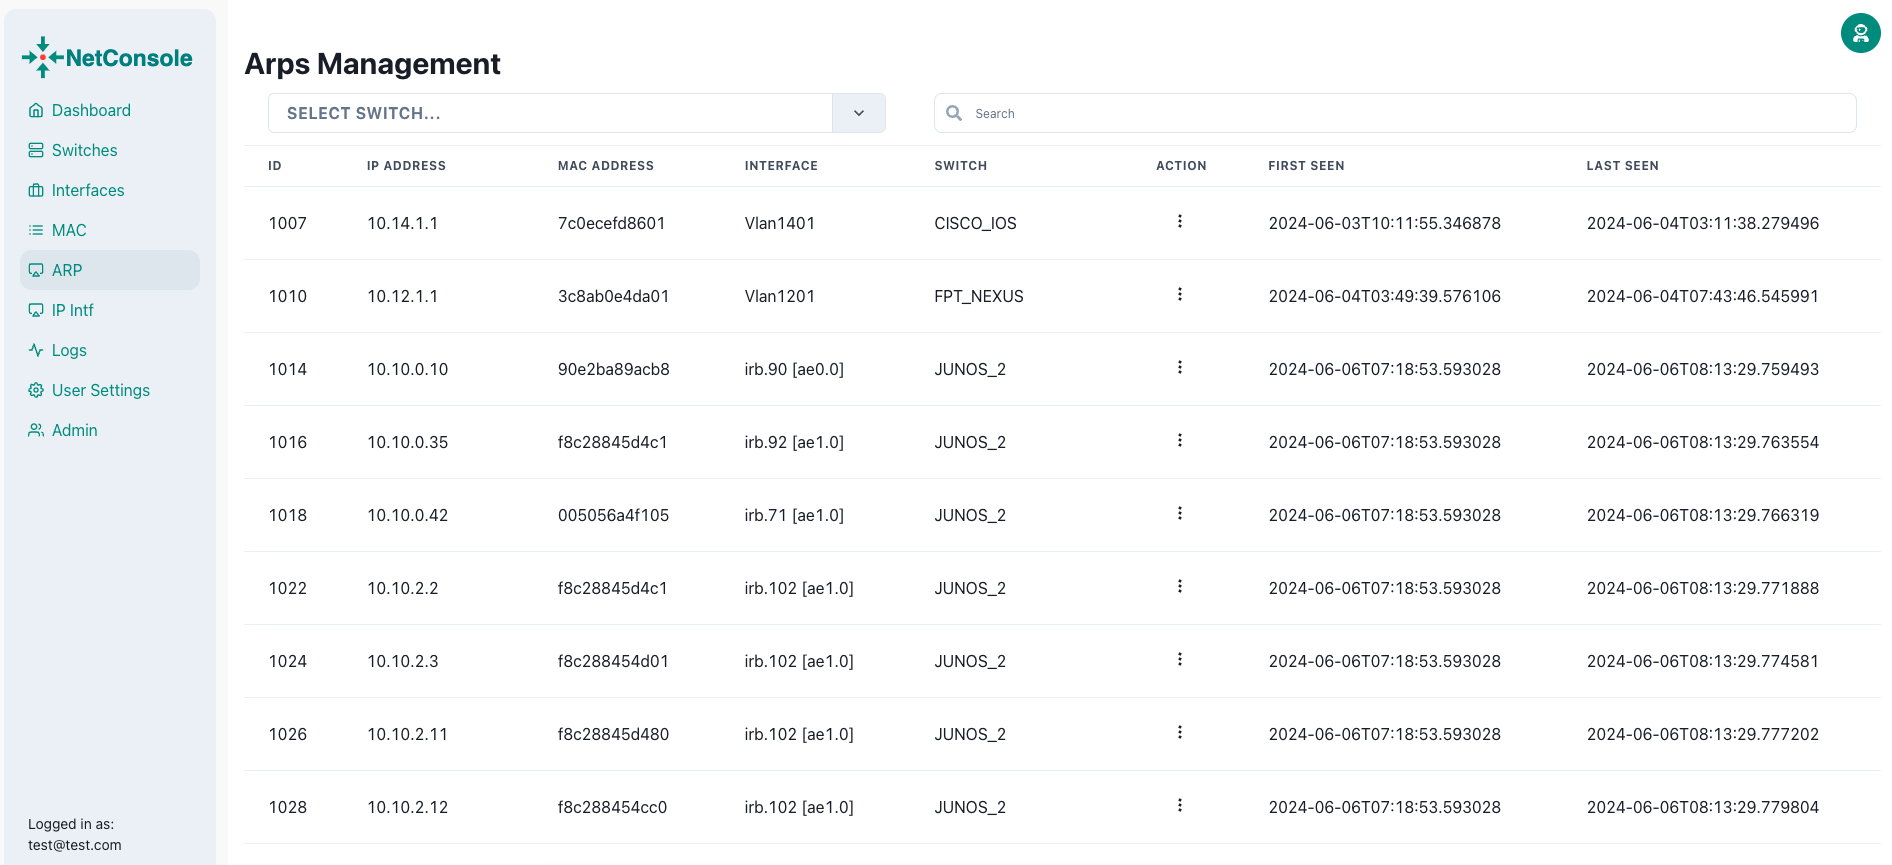 NetConsole
Dashboard
Switches
Interfaces
MAC
ARP
IP Intf
Logs
User Settings
Admin
Logged in as:
test@test.com
Arps Management
SELECT SWITCH...
Search
ID IP ADDRESS MAC ADDRESS INTERFACE SWITCH ACTION FIRST SEEN LAST SEEN
1007 10.14.1.1 7c0ecefd8601 Vlan1401 CISCO_IOS 2024-06-03T10:11:55.346878 2024-06-04T03:11:38.279496
1010 10.12.1.1 3c8ab0e4da01 Vlan1201 FPT_NEXUS 2024-06-04T03:49:39.576106 2024-06-04T07:43:46.545991
1014 10.10.0.10 90e2ba89acb8 irb.90 [ae0.0] JUNOS_2 2024-06-06T07:18:53.593028 2024-06-06T08:13:29.759493
1016 10.10.0.35 f8c28845d4c1 irb.92 [ae1.0] JUNOS_2 2024-06-06T07:18:53.593028 2024-06-06T08:13:29.763554
1018 10.10.0.42 005056a4f105 irb.71 [ae1.0] JUNOS_2 2024-06-06T07:18:53.593028 2024-06-06T08:13:29.766319
1022 10.10.2.2 f8c28845d4c1 irb.102 [ae1.0] JUNOS_2 2024-06-06T07:18:53.593028 2024-06-06T08:13:29.771888
1024 10.10.2.3 f8c288454d01 irb.102 [ae1.0] JUNOS_2 2024-06-06T07:18:53.593028 2024-06-06T08:13:29.774581
1026 10.10.2.11 f8c28845d480 irb.102 [ae1.0] JUNOS_2 2024-06-06T07:18:53.593028 2024-06-06T08:13:29.777202
1028 10.10.2.12 f8c288454cc0 irb.102 [ae1.0] JUNOS_2 2024-06-06T07:18:53.593028 2024-06-06T08:13:29.779804